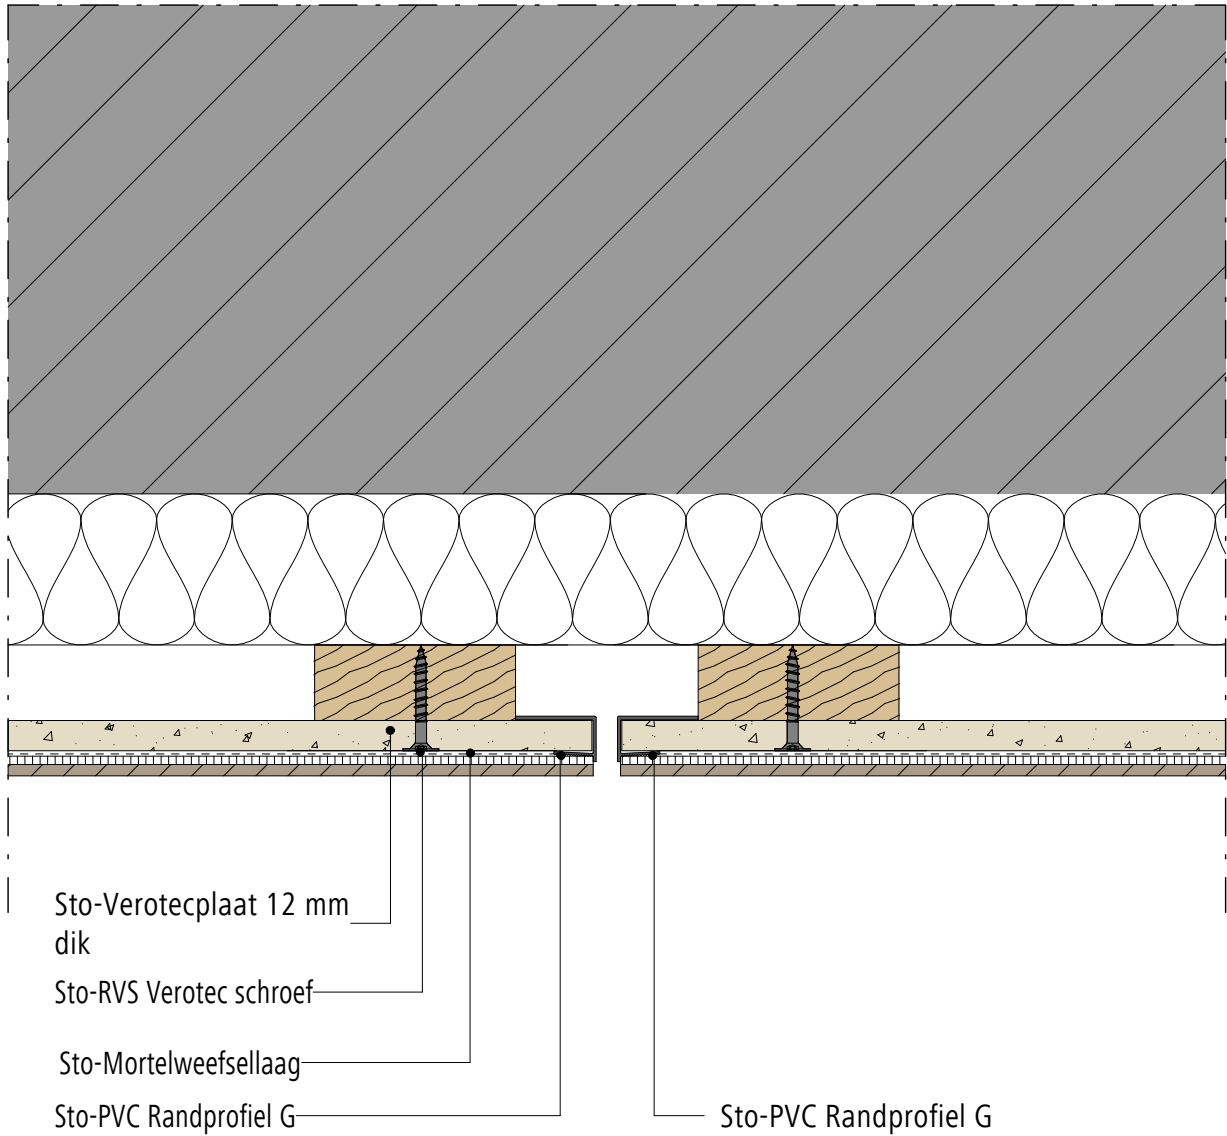 Sto-Verotecplaat 12 mm
dik
Sto-RVS Verotec schroef
Sto-Mortelweefsellaag
Sto-PVC Randprofiel G
Sto-PVC Randprofiel G